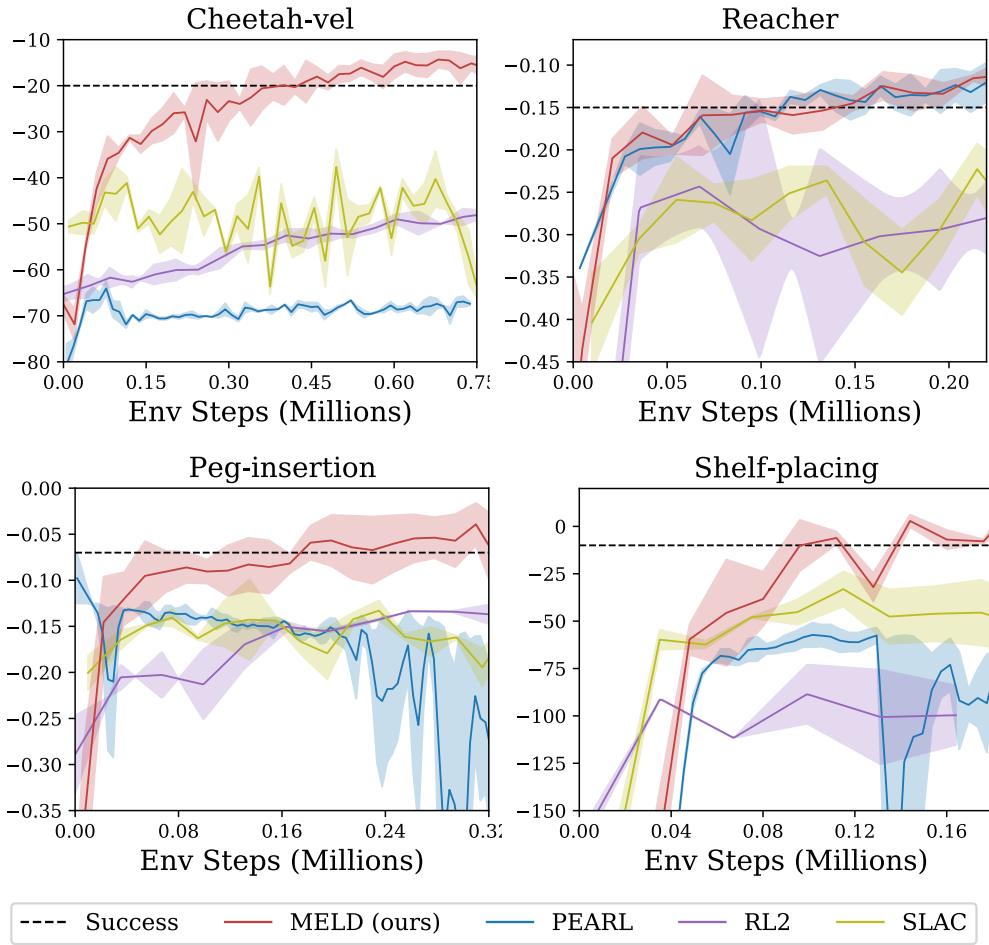 Cheetah-vel
−10
−20
−30
−40
−50
−60
−70
−80
0.00 0.15 0.30 0.45 0.60 0.75
Env Steps (Millions)
Reacher
−0.10
−0.15
−0.20
−0.25
−0.30
−0.35
−0.40
−0.45
0.00 0.05 0.10 0.15 0.20
Env Steps (Millions)
Peg-insertion
0.00
−0.05
−0.10
−0.15
−0.20
−0.25
−0.30
−0.35
0.00 0.08 0.16 0.24 0.32
Env Steps (Millions)
Shelf-placing
0
−25
−50
−75
−100
−125
−150
0.00 0.04 0.08 0.12 0.16
Env Steps (Millions)
Success MELD (ours) PEARL RL2 SLAC